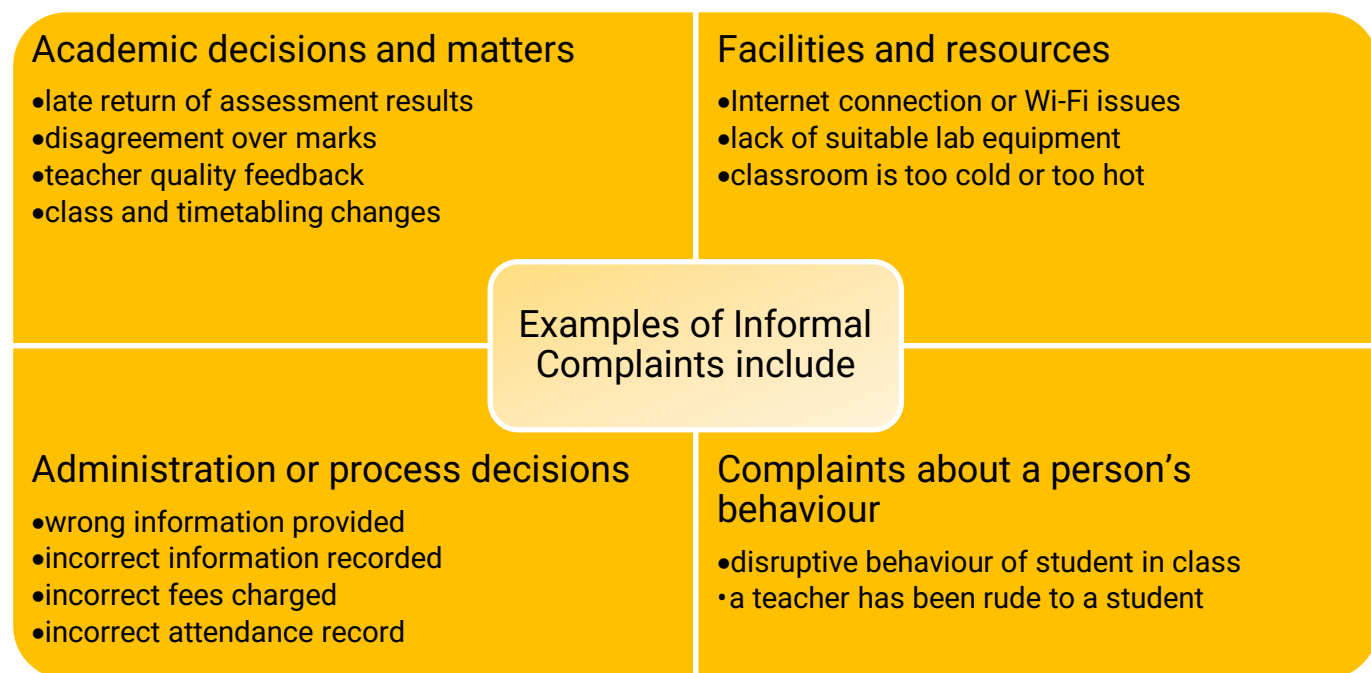 Academic decisions and matters
•late return of assessment results
•disagreement over marks
•teacher quality feedback
•class and timetabling changes
Facilities and resources
•Internet connection or Wi-Fi issues
•lack of suitable lab equipment
•classroom is too cold or too hot
Examples of Informal
Complaints include
Administration or process decisions
•wrong information provided
•incorrect information recorded
•incorrect fees charged
•incorrect attendance record
Complaints about a person’s
behaviour
•disruptive behaviour of student in class
•a teacher has been rude to a student